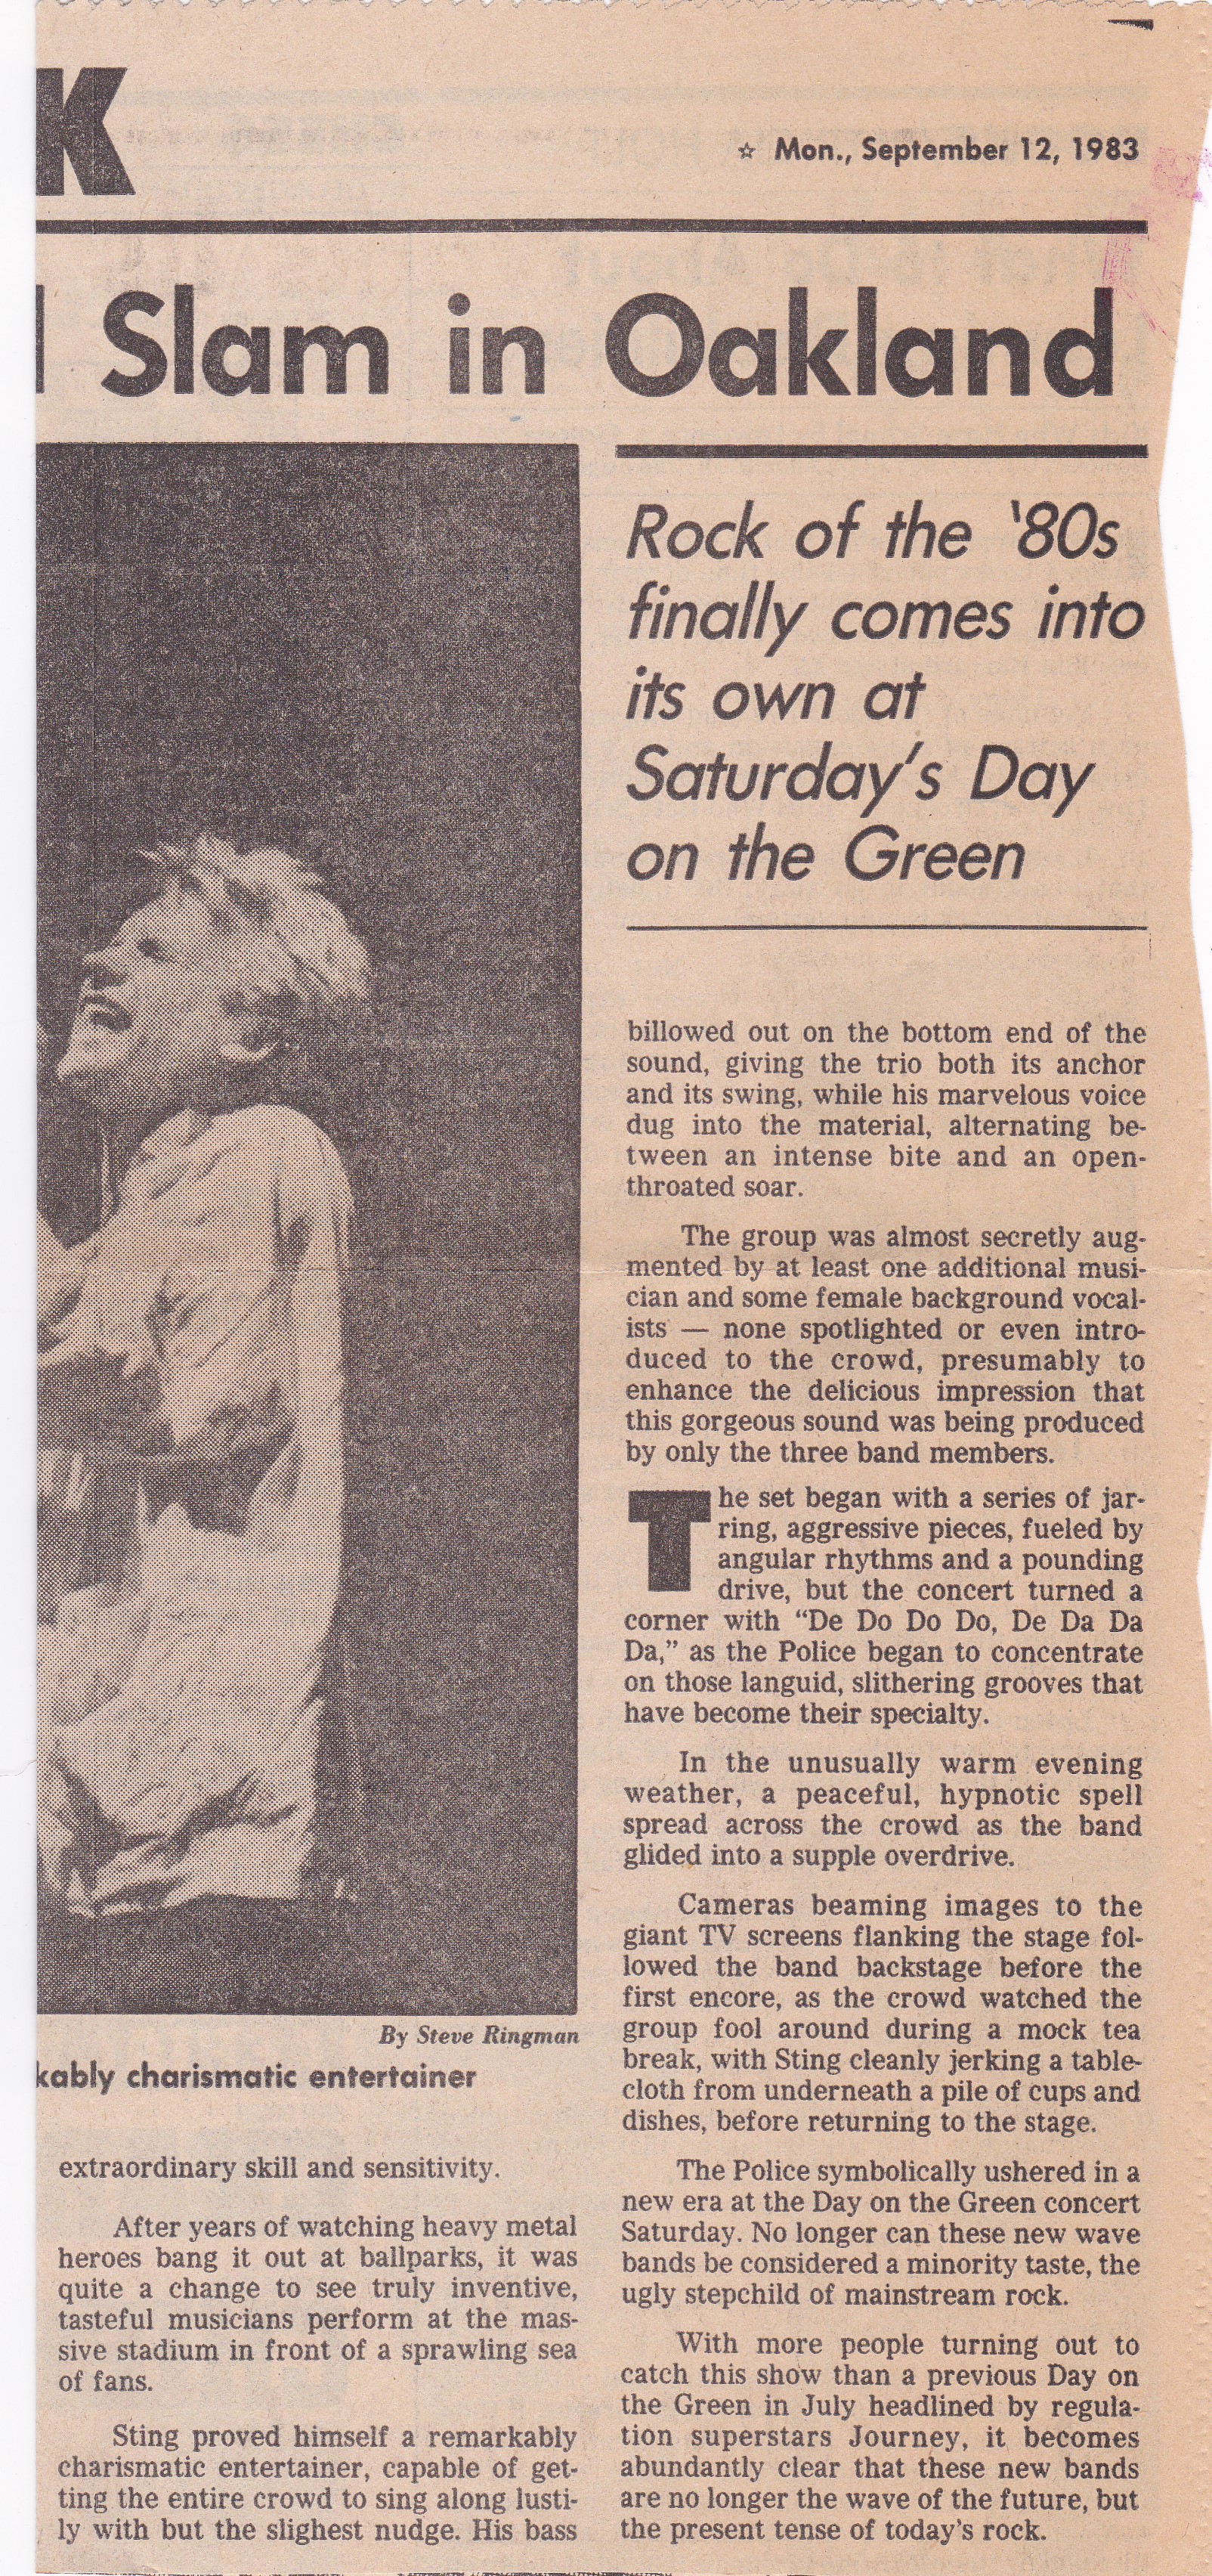 K
☆ Mon., September 12, 1983
Slam in Oakland
Rock of the ‘80s
finally comes into
its own at
Saturday’s Day
on the Green
By Steve Ringman
kably charismatic entertainer
extraordinary skill and sensitivity.
After years of watching heavy metal
heroes bang it out at ballparks, it was
quite a change to see truly inventive,
tasteful musicians perform at the mas-
sive stadium in front of a sprawling sea
of fans.
Sting proved himself a remarkably
charismatic entertainer, capable of get-
ting the entire crowd to sing along lusti-
ly with but the slighest nudge. His bass
billowed out on the bottom end of the
sound, giving the trio both its anchor
and its swing, while his marvelous voice
dug into the material, alternating be-
tween an intense bite and an open-
throated soar.
The group was almost secretly aug-
mented by at least one additional musi-
cian and some female background vocal-
ists — none spotlighted or even intro-
duced to the crowd, presumably to
enhance the delicious impression that
this gorgeous sound was being produced
by only the three band members.
The set began with a series of jar-
ring, aggressive pieces, fueled by
angular rhythms and a pounding
drive, but the concert turned a
corner with “De Do Do Do, De Da Da
Da,” as the Police began to concentrate
on those languid, slithering grooves that
have become their specialty.
In the unusually warm evening
weather, a peaceful, hypnotic spell
spread across the crowd as the band
glided into a supple overdrive.
Cameras beaming images to the
giant TV screens flanking the stage fol-
lowed the band backstage before the
first encore, as the crowd watched the
group fool around during a mock tea
break, with Sting cleanly jerking a table-
cloth from underneath a pile of cups and
dishes, before returning to the stage.
The Police symbolically ushered in a
new era at the Day on the Green concert
Saturday. No longer can these new wave
bands be considered a minority taste, the
ugly stepchild of mainstream rock.
With more people turning out to
catch this show than a previous Day on
the Green in July headlined by regula-
tion superstars Journey, it becomes
abundantly clear that these new bands
are no longer the wave of the future, but
the present tense of today’s rock.